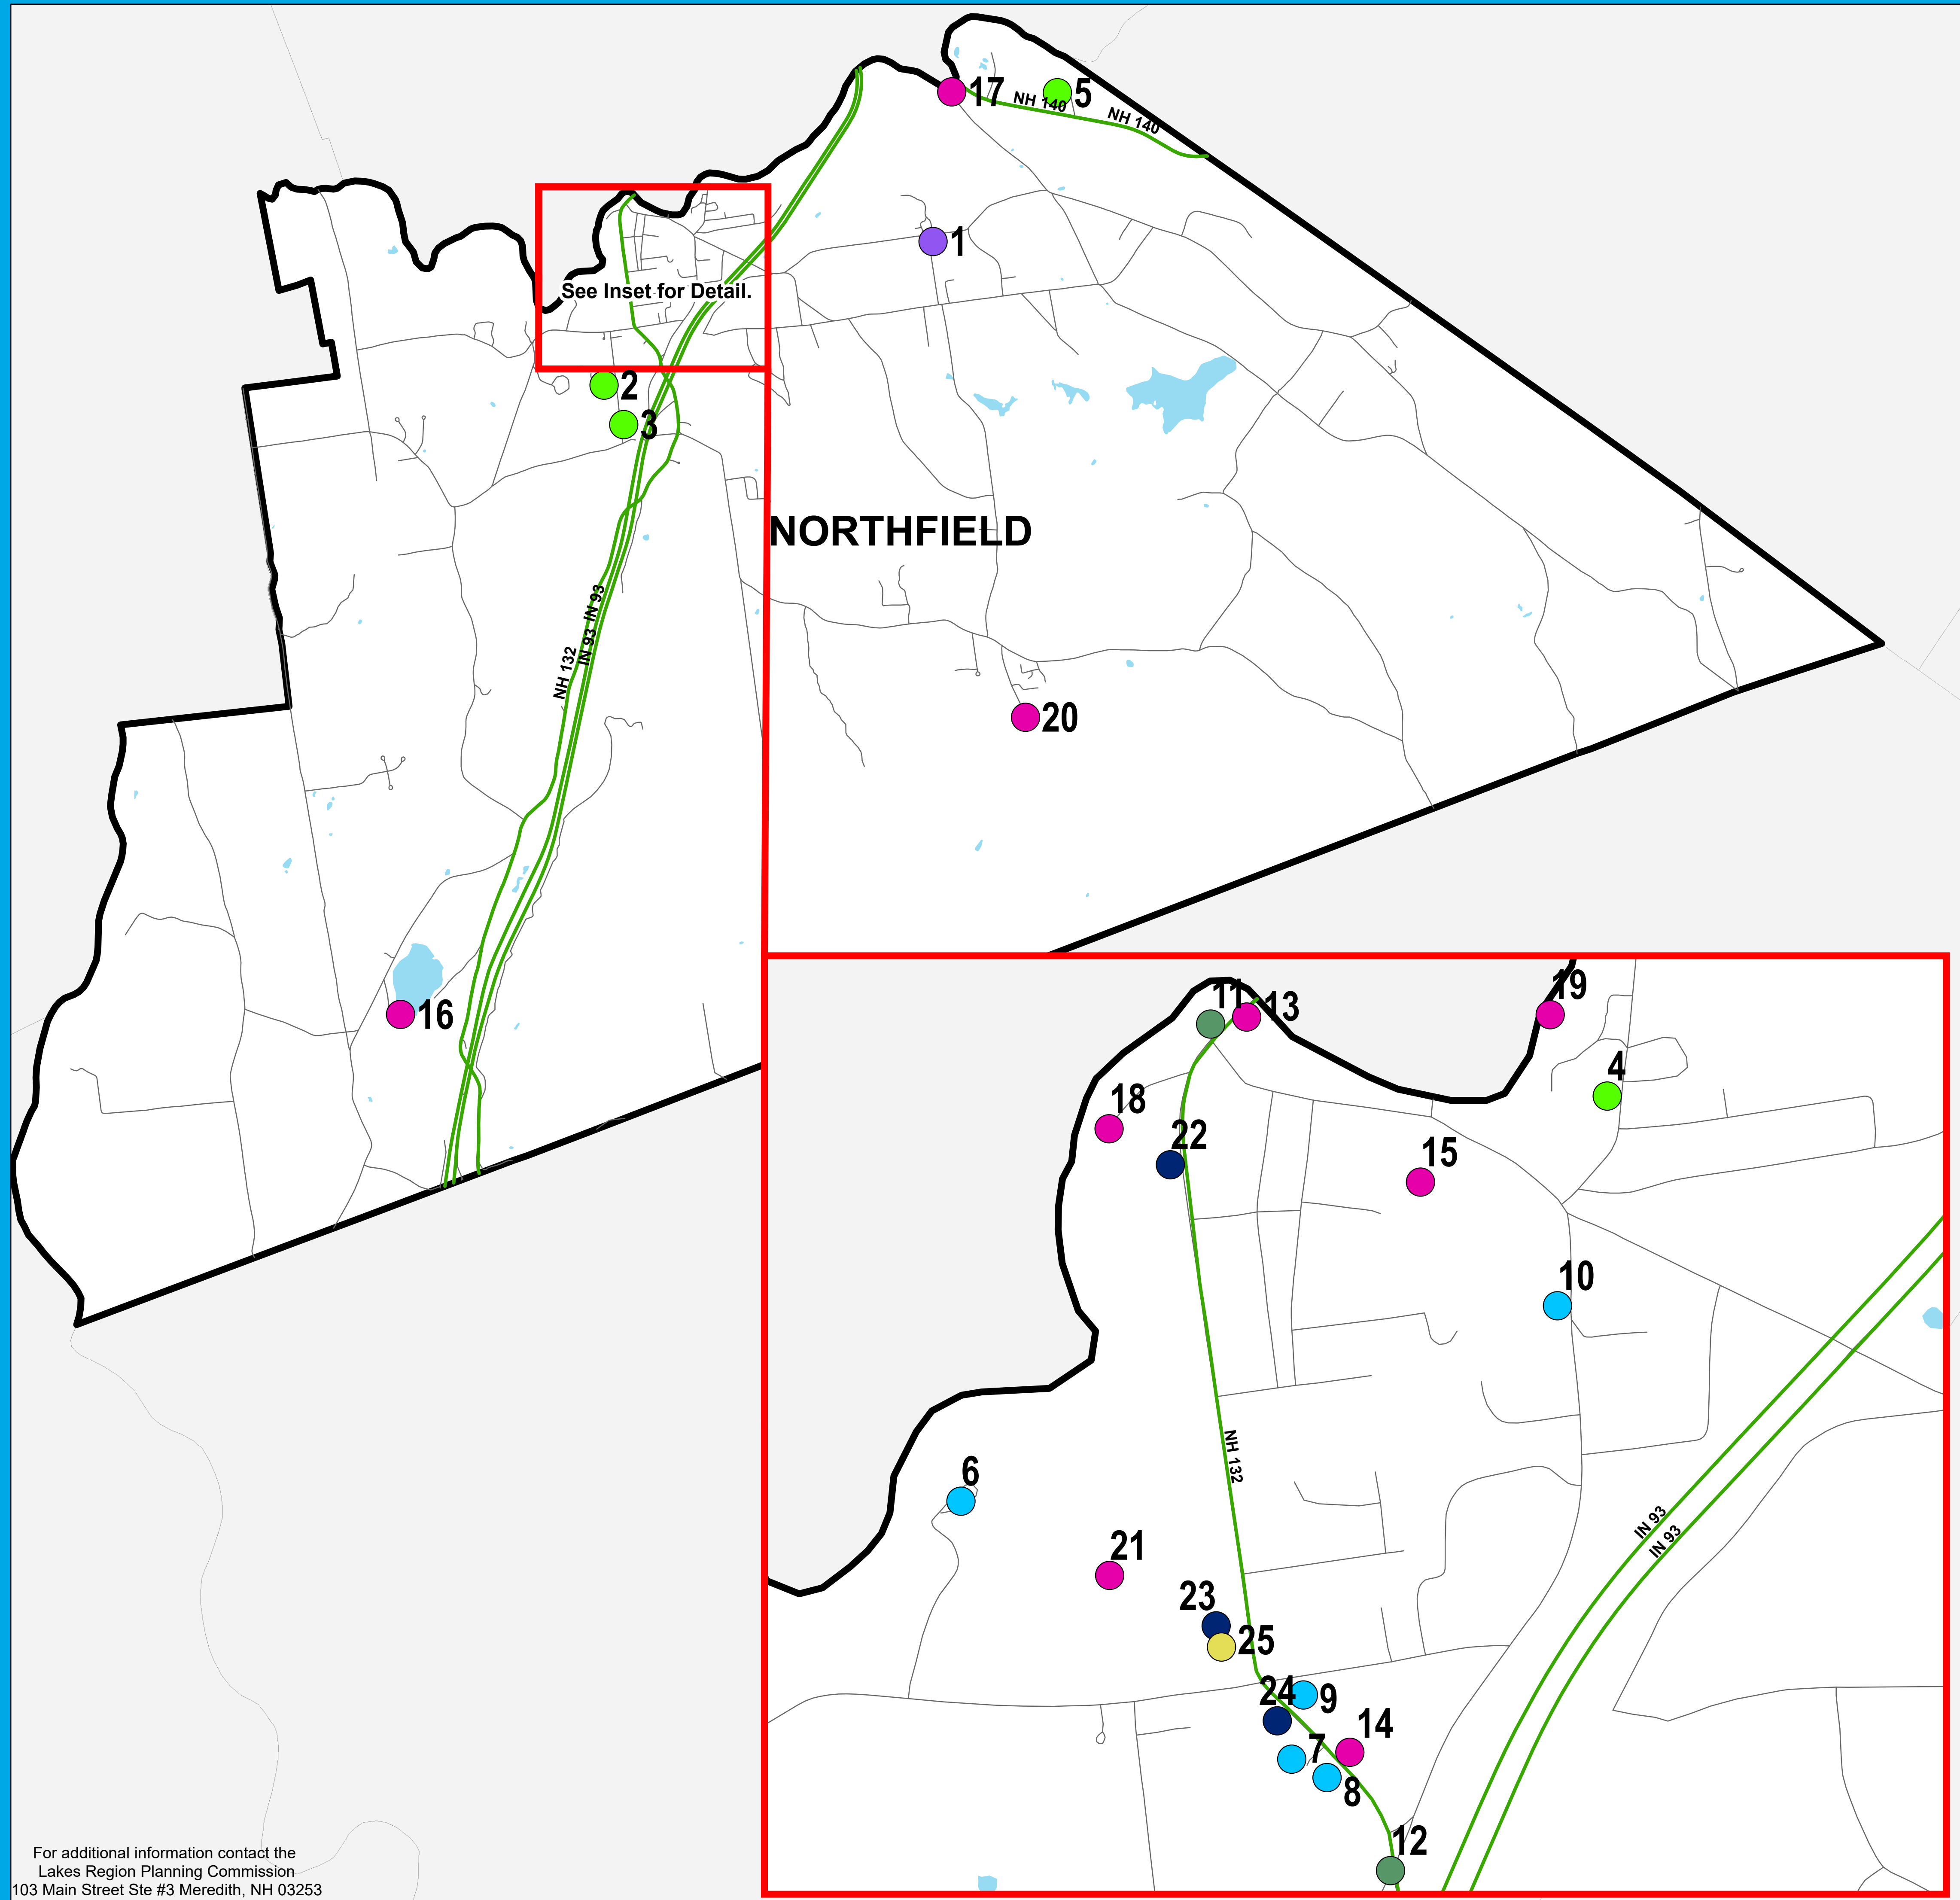 17
5
NH 140
NH 140
1
See Inset for Detail.
2
3
NORTHFIELD
IN 93
IN 93
NH 132
20
16
11
13
19
4
18
22
15
10
NH 132
6
IN 93
IN 93
21
23
25
24
9
14
7
8
12
For additional information contact the
Lakes Region Planning Commission
103 Main Street Ste #3 Meredith, NH 03253